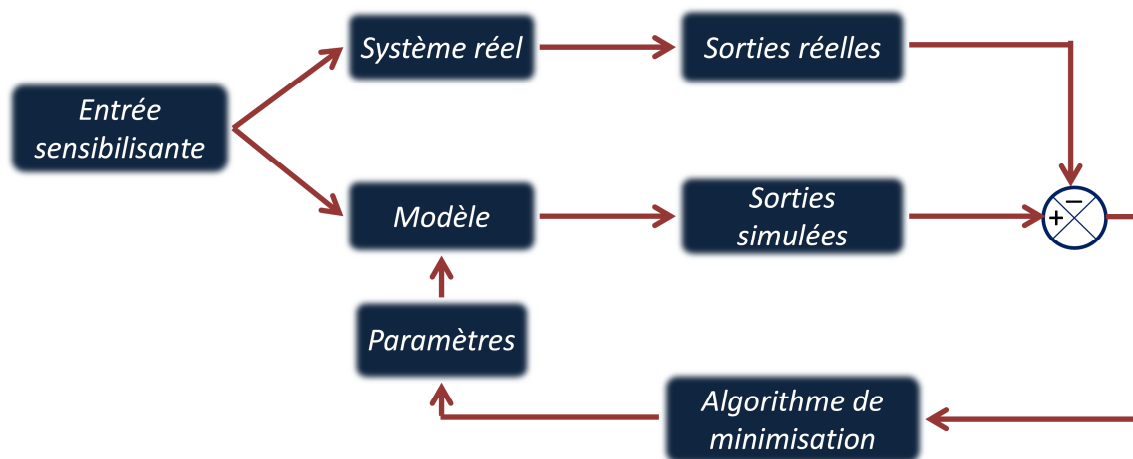 Système réel
Sorties réelles
Entrée
sensibilisante
Modèle
Sorties
simulées
−
+
Paramètres
Algorithme de
minimisation